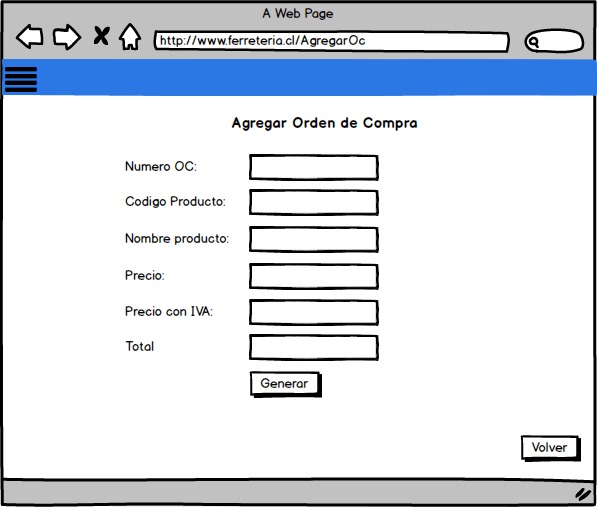 A Web Page
http://www.ferreteria.cl/AgregarOc
Agregar Orden de Compra
Numero OC:
Codigo Producto:
Nombre producto:
Precio:
Precio con IVA:
Total
Generar
Volver